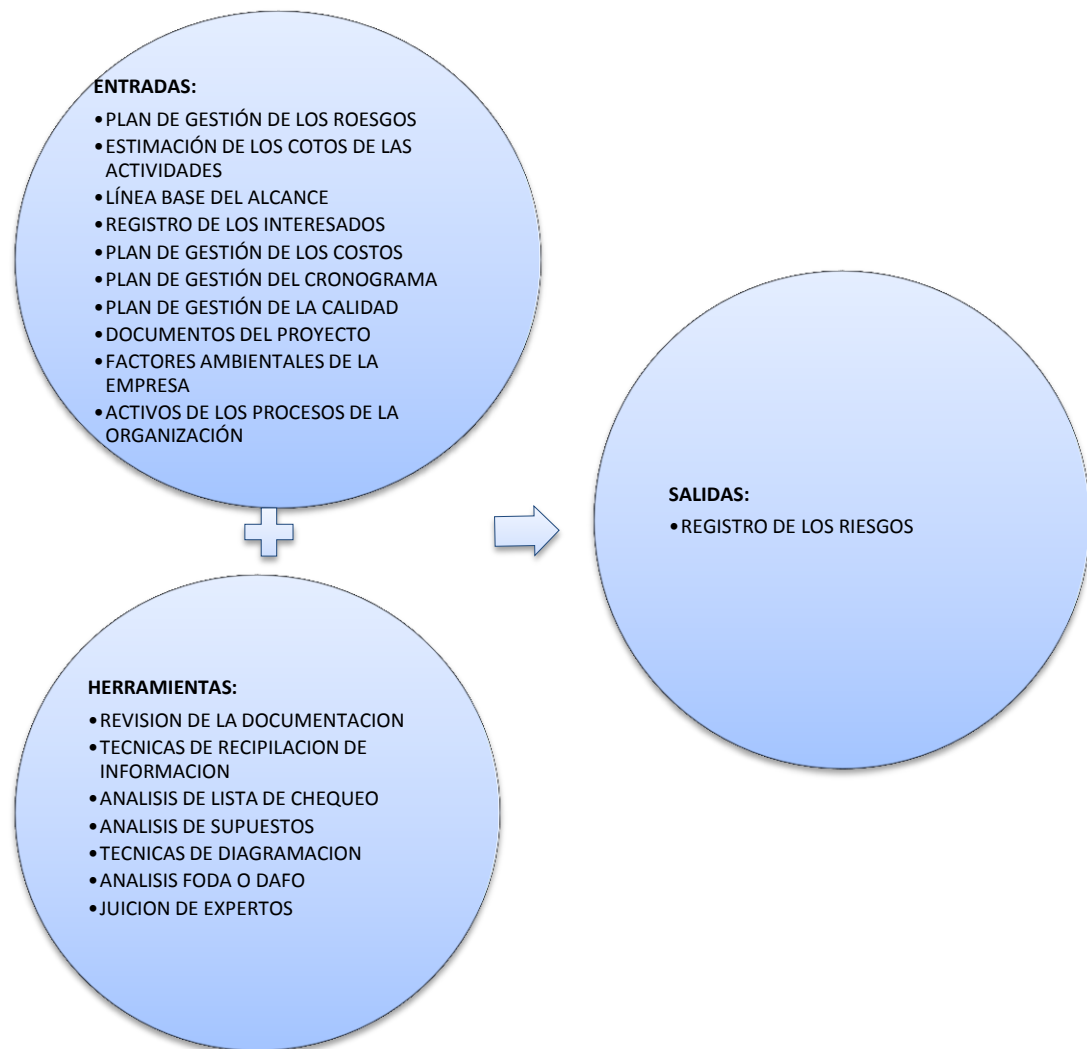 ENTRADAS:
•PLAN DE GESTIÓN DE LOS ROESGOS
•ESTIMACIÓN DE LOS COTOS DE LAS
ACTIVIDADES
•LÍNEA BASE DEL ALCANCE
•REGISTRO DE LOS INTERESADOS
•PLAN DE GESTIÓN DE LOS COSTOS
•PLAN DE GESTIÓN DEL CRONOGRAMA
•PLAN DE GESTIÓN DE LA CALIDAD
•DOCUMENTOS DEL PROYECTO
•FACTORES AMBIENTALES DE LA
EMPRESA
•ACTIVOS DE LOS PROCESOS DE LA
ORGANIZACIÓN
HERRAMIENTAS:
•REVISION DE LA DOCUMENTACION
•TECNICAS DE RECIPILACION DE
INFORMACION
•ANALISIS DE LISTA DE CHEQUEO
•ANALISIS DE SUPUESTOS
•TECNICAS DE DIAGRAMACION
•ANALISIS FODA O DAFO
•JUICION DE EXPERTOS
SALIDAS:
•REGISTRO DE LOS RIESGOS